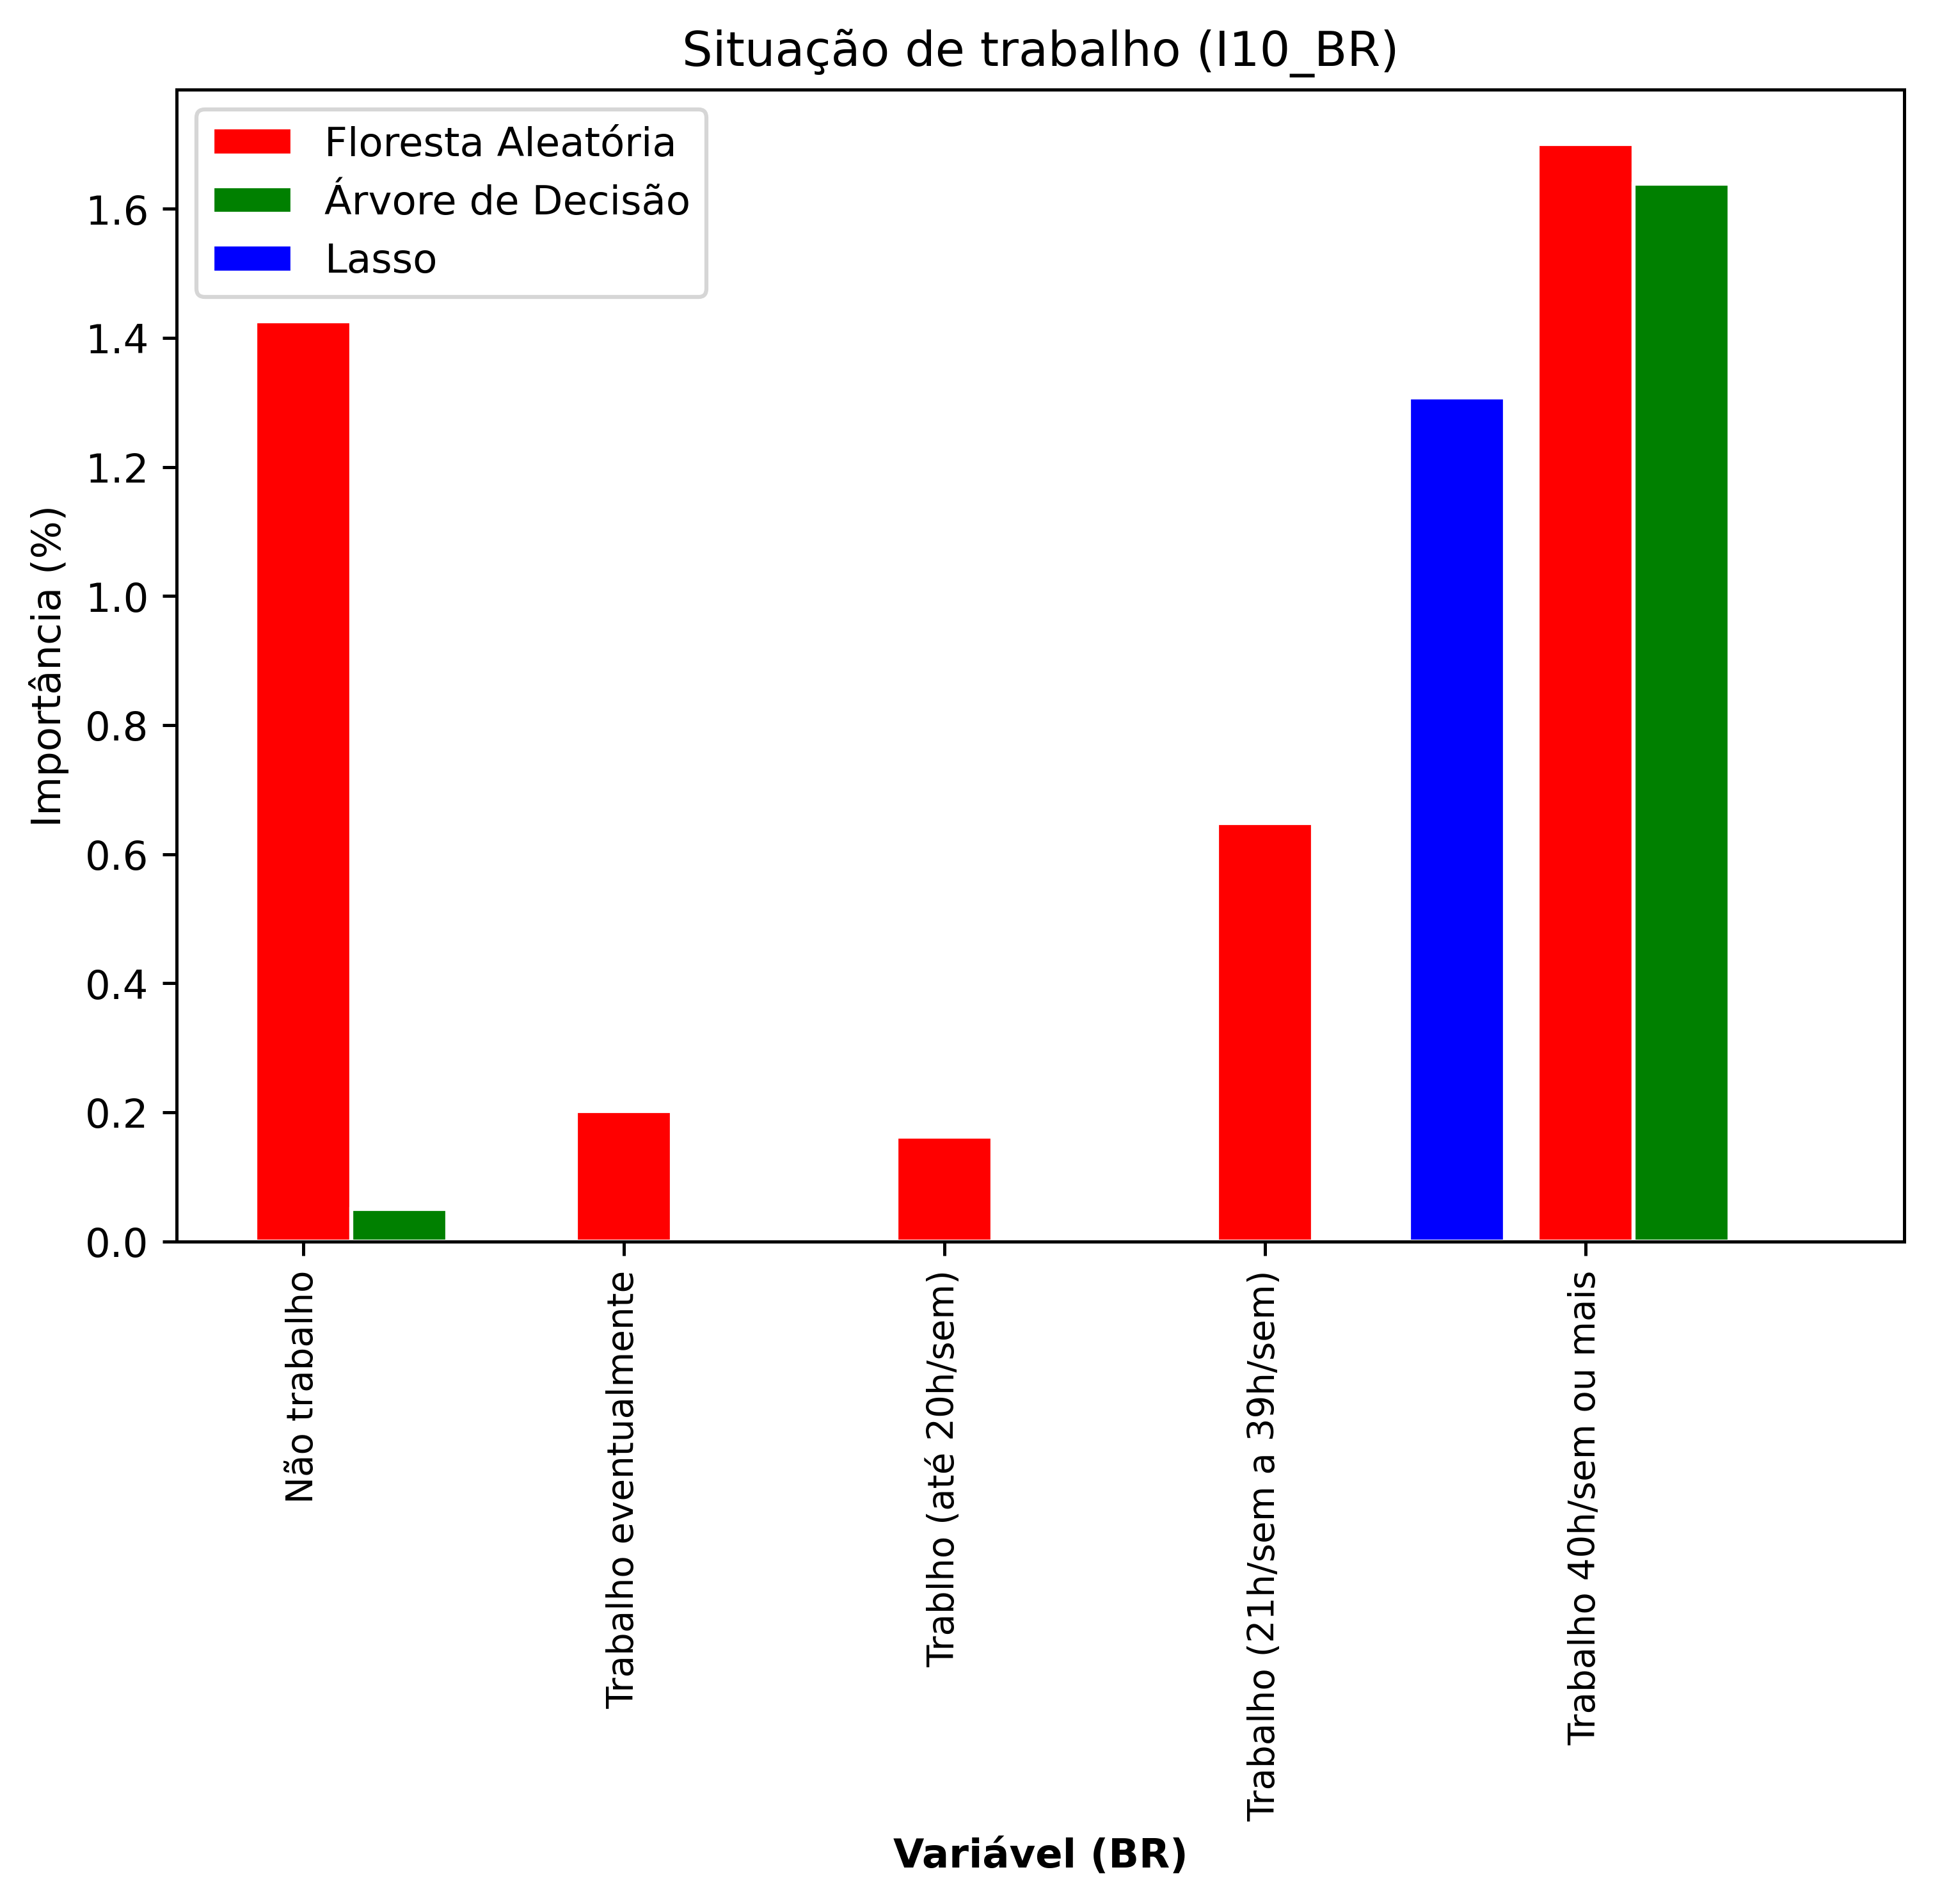 Situação de trabalho (I10_BR)
Floresta Aleatória
Árvore de Decisão
Lasso
Importância (%)
1.6
1.4
1.2
1.0
0.8
0.6
0.4
0.2
0.0
Não trabalho
Trabalho eventualmente
Trablho (até 20h/sem)
Trabalho (21h/sem a 39h/sem)
Trabalho 40h/sem ou mais
Variável (BR)